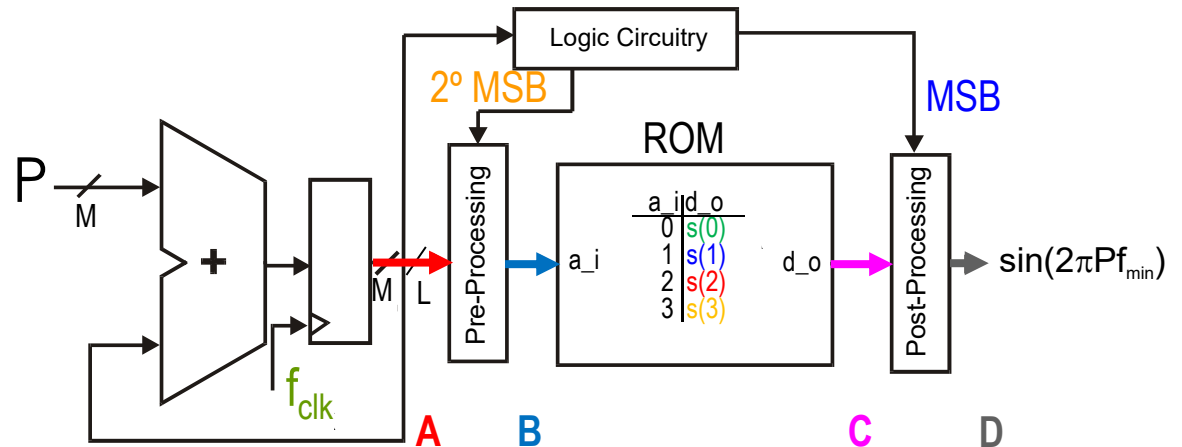 Logic Circuitry
2º MSB
MSB
ROM
P
M
+
M
L
Pre-Processing
a_i
a_i d_o
0 s(0)
1 s(1)
2 s(2)
3 s(3)
d_o
Post-Processing
sin(2πPfmin)
fclk
A
B
C
D